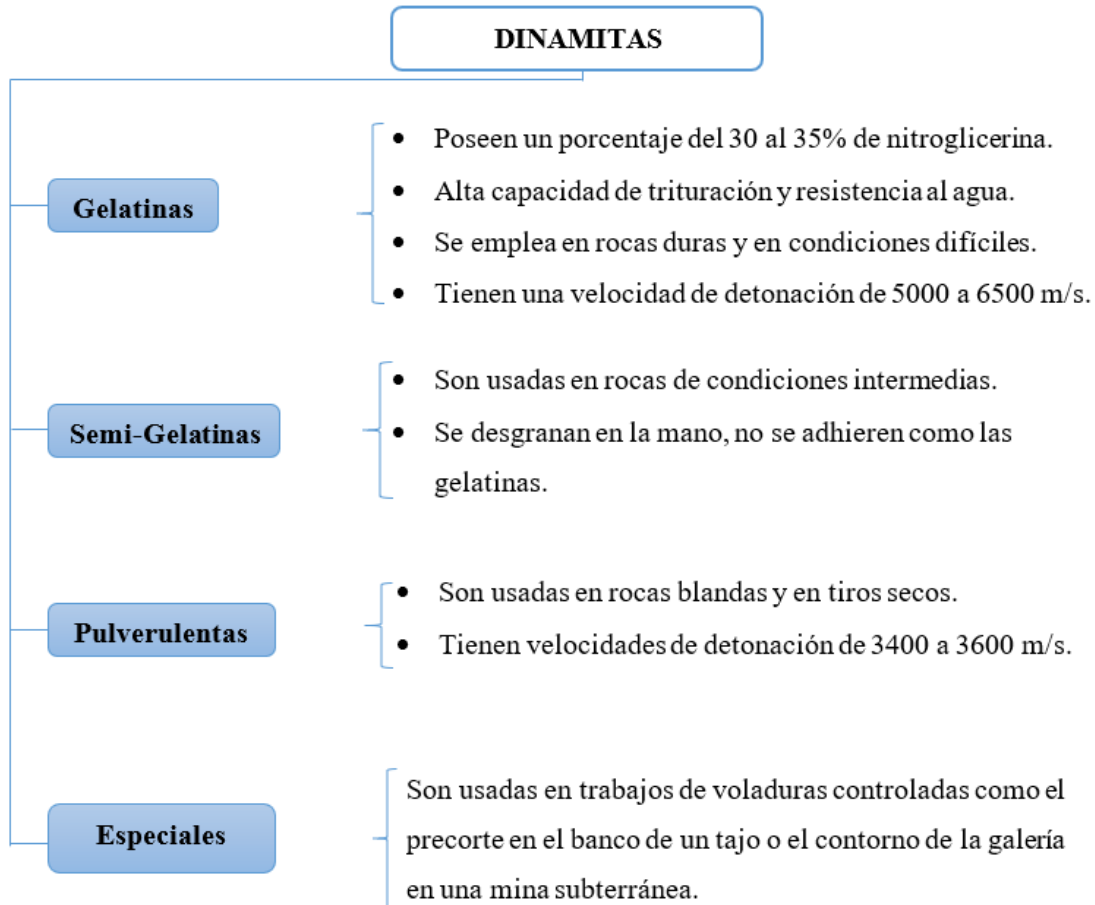 DINAMITAS
Gelatinas
• Poseen un porcentaje del 30 al 35% de nitroglicerina.
• Alta capacidad de trituración y resistencia al agua.
• Se emplea en rocas duras y en condiciones difíciles.
• Tienen una velocidad de detonación de 5000 a 6500 m/s.
Semi-Gelatinas
• Son usadas en rocas de condiciones intermedias.
• Se desgranan en la mano, no se adhieren como las
gelatinas.
Pulverulentas
• Son usadas en rocas blandas y en tiros secos.
• Tienen velocidades de detonación de 3400 a 3600 m/s.
Especiales
Son usadas en trabajos de voladuras controladas como el
precorte en el banco de un tajo o el contorno de la galería
en una mina subterránea.